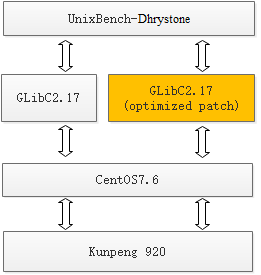 UnixBench-Dhrystone
GLibC2.17
GLibC2.17
(optimized patch)
CentOS7.6
Kunpeng 920